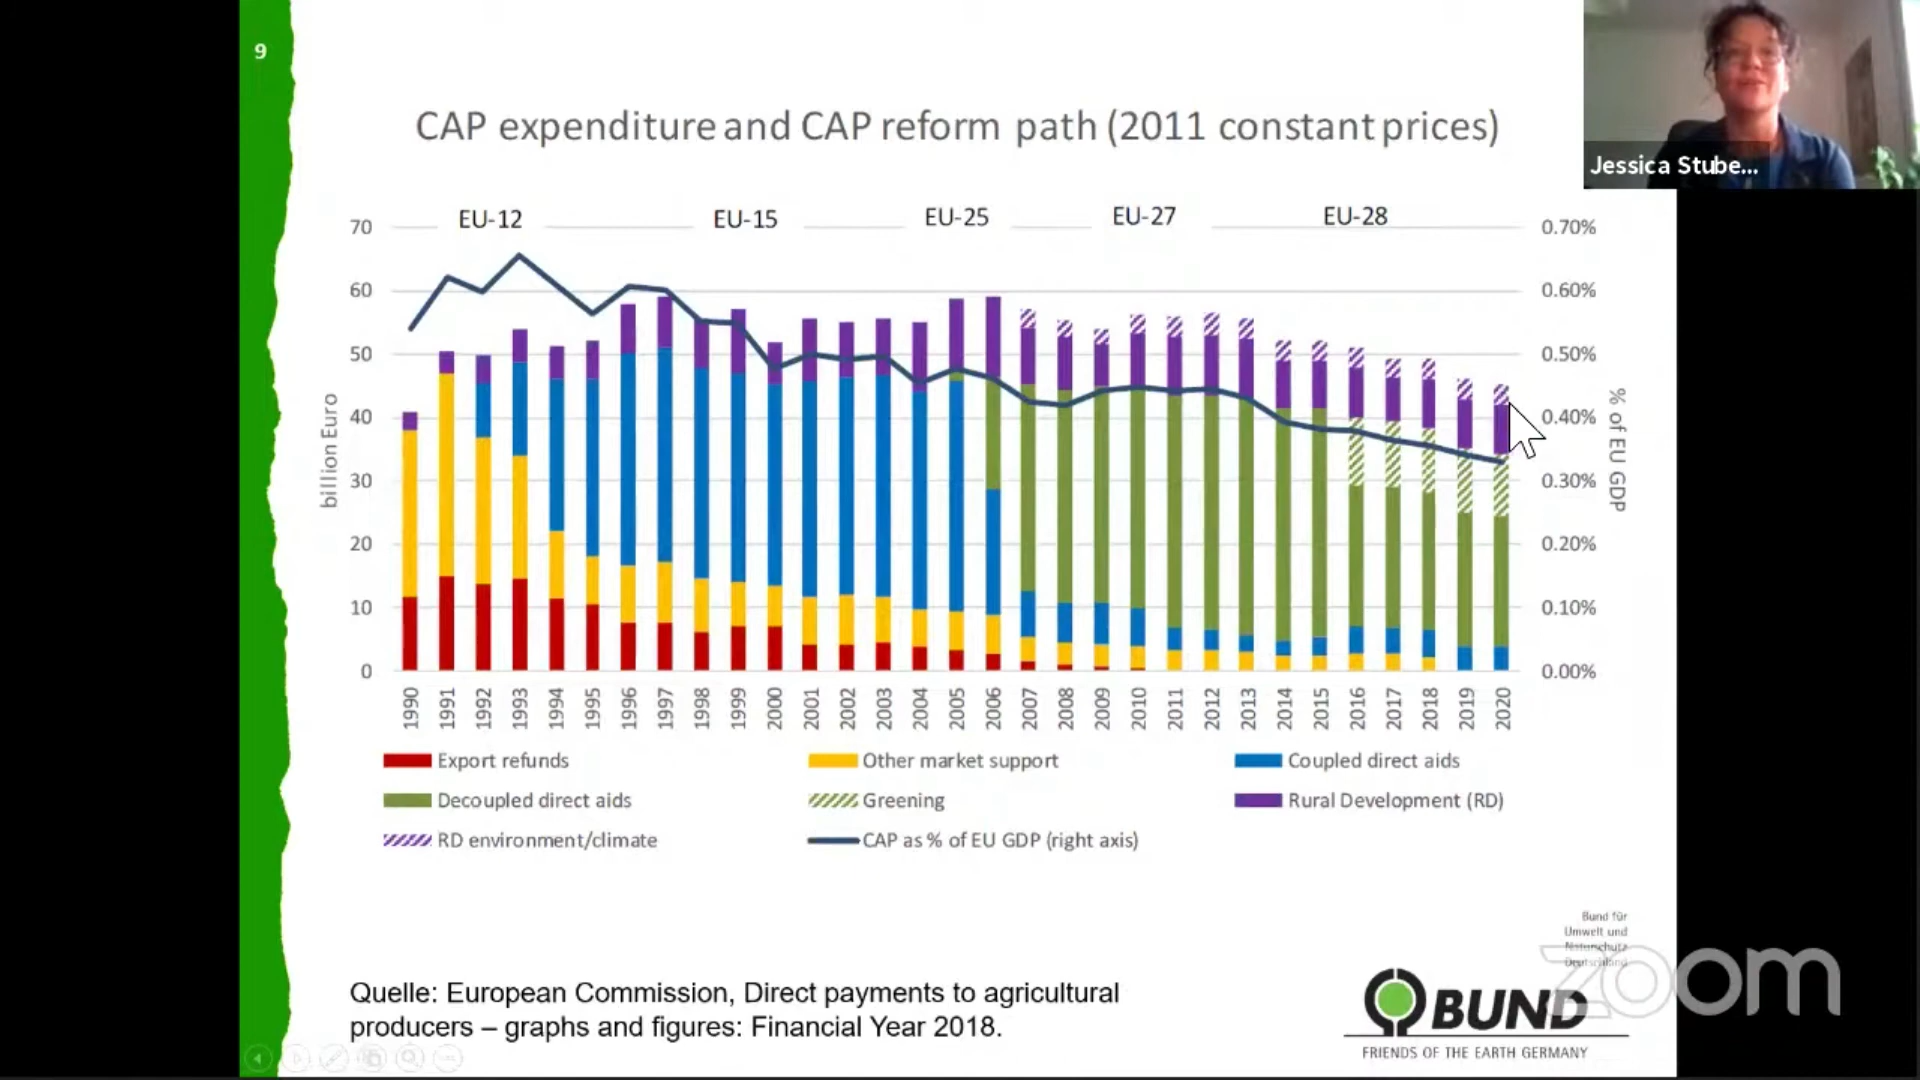 9
CAP expenditure and CAP reform path (2011 constant prices)
Jessica Stube...
EU-12 EU-15 EU-25 EU-27 EU-28
70 0.70%
60 0.60%
50 0.50%
40 0.40%
30 0.30%
20 0.20%
10 0.10%
0 0.00%
billion Euro
% of EU GDP
1990 1991 1992 1993 1994 1995 1996 1997 1998 1999 2000 2001 2002 2003 2004 2005 2006 2007 2008 2009 2010 2011 2012 2013 2014 2015 2016 2017 2018 2019 2020
Export refunds Other market support Coupled direct aids
Decoupled direct aids Greening Rural Development (RD)
RD environment/climate CAP as % of EU GDP (right axis)
Bund für
Umwelt und
Naturschutz
Deutschland
zoom
Quelle: European Commission, Direct payments to agricultural
producers – graphs and figures: Financial Year 2018.
BUND
FRIENDS OF THE EARTH GERMANY